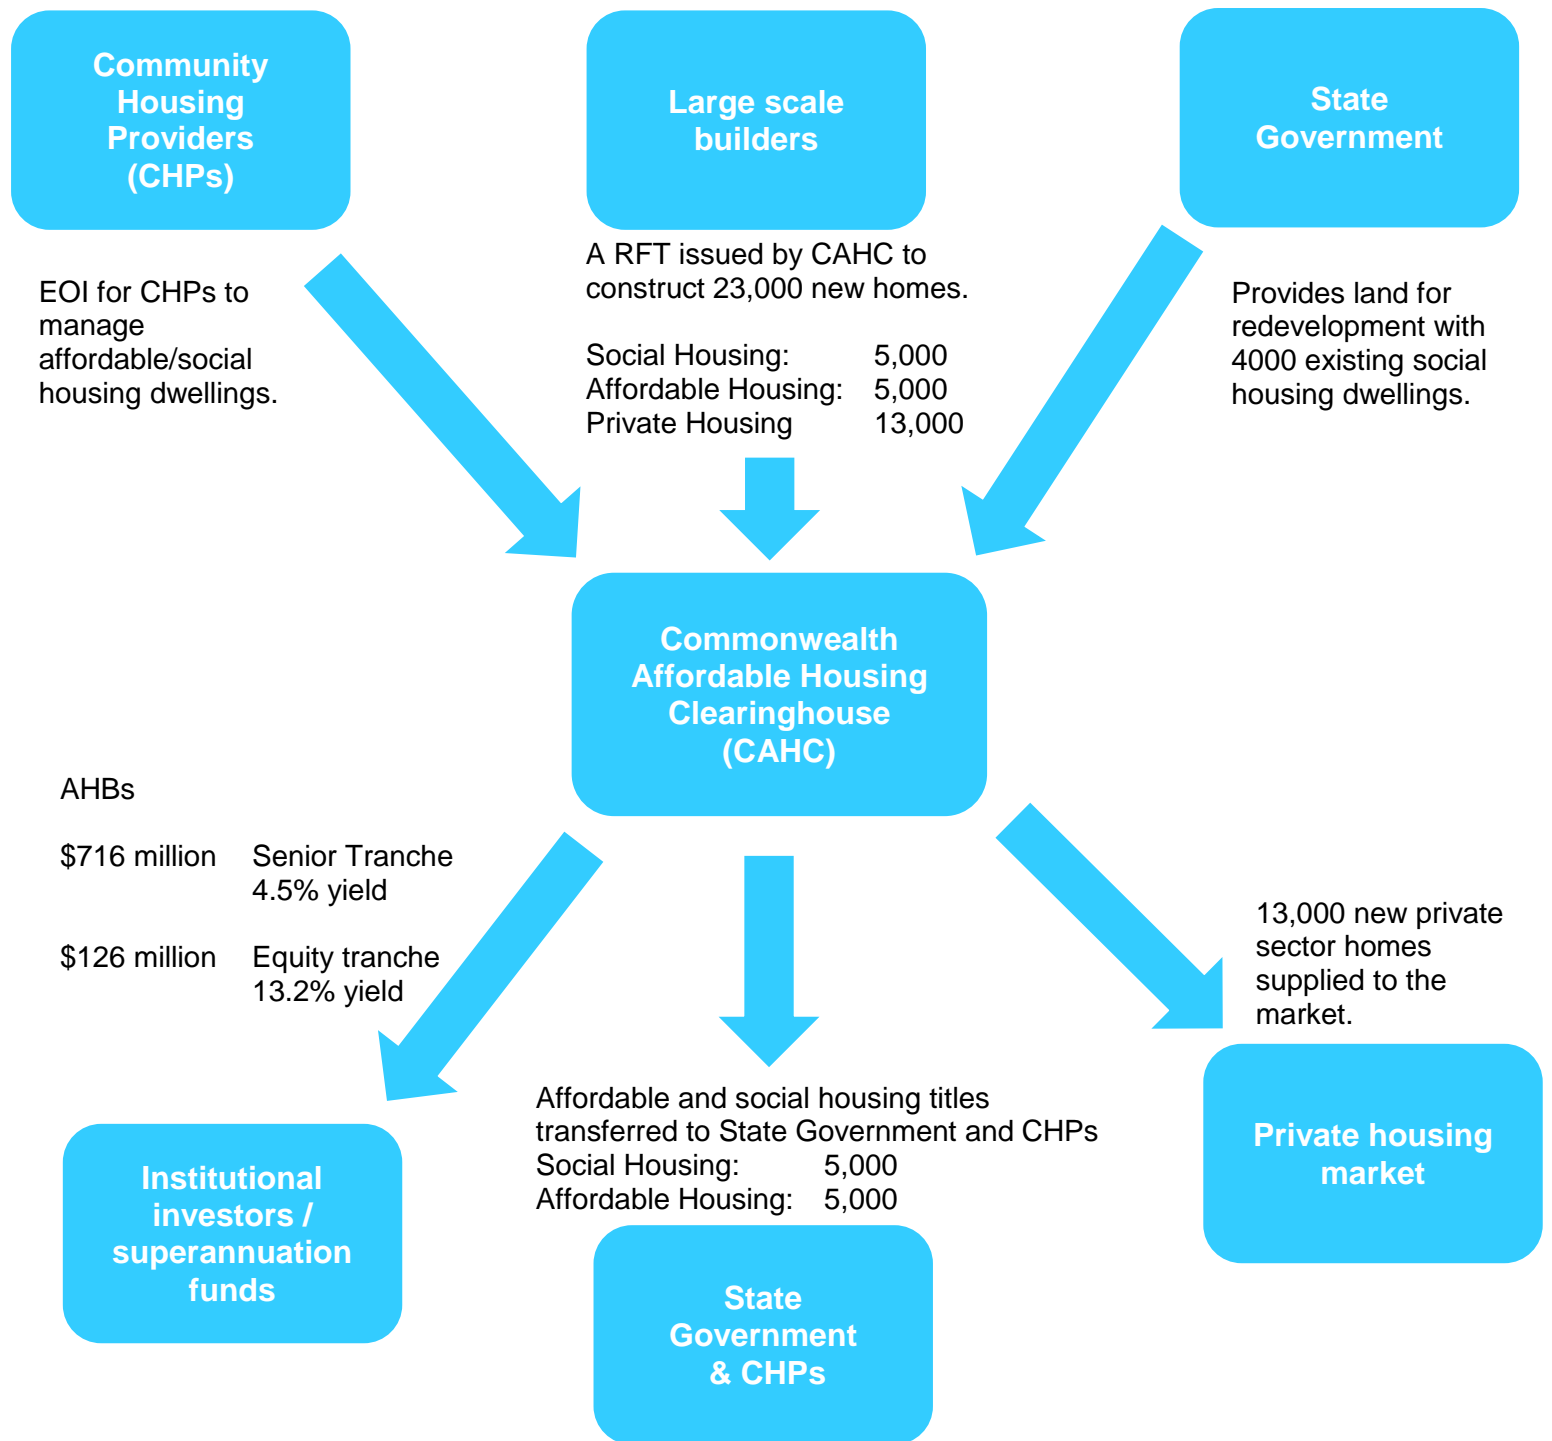 Community
Housing
Providers
(CHPs)
Large scale
builders
State
Government
EOI for CHPs to
manage
affordable/social
housing dwellings.
A RFT issued by CAHC to
construct 23,000 new homes.
Social Housing: 5,000
Affordable Housing: 5,000
Private Housing 13,000
Provides land for
redevelopment with
4000 existing social
housing dwellings.
Commonwealth
Affordable Housing
Clearinghouse
(CAHC)
AHBs
$716 million Senior Tranche
4.5% yield
$126 million Equity tranche
13.2% yield
13,000 new private
sector homes
supplied to the
market.
Affordable and social housing titles
transferred to State Government and CHPs
Social Housing: 5,000
Affordable Housing: 5,000
Institutional
investors /
superannuation
funds
Private housing
market
State
Government
& CHPs